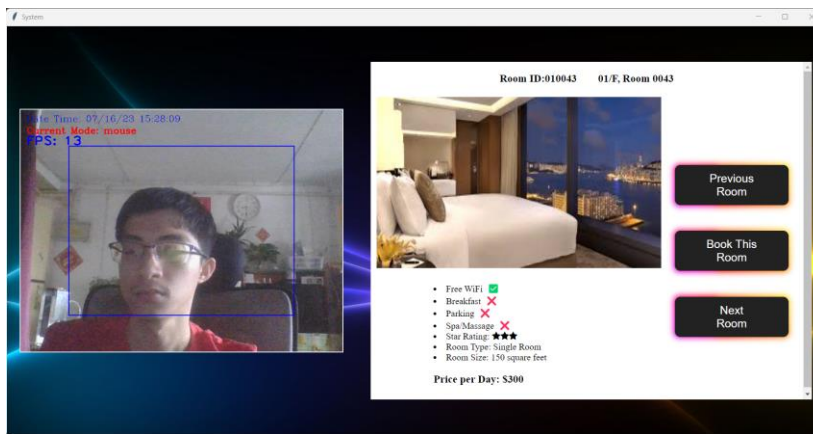 System
Date Time: 07/16/23 15:28:09
Current Mode: mouse
FPS: 13
Room ID:010043 01/F, Room 0043
Previous
Room
Book This
Room
Next
Room
Free WiFi ✅
Breakfast ❌
Parking ❌
Spa/Massage ❌
Star Rating: ★★★
Room Type: Single Room
Room Size: 150 square feet
Price per Day: $300